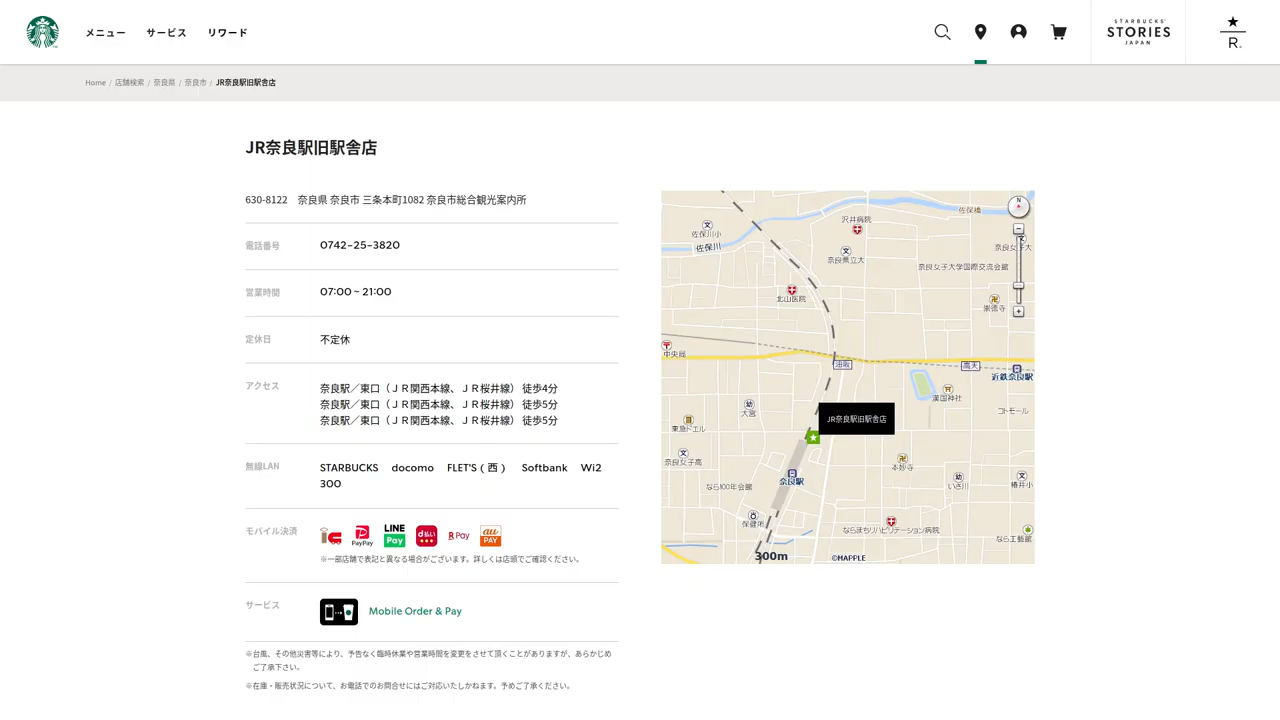 メニュー サービス リワード
STARBUCKS®
STORIES
JAPAN
R
Home / 店舗検索 / 奈良県 / 奈良市 / JR奈良駅旧駅舎店
JR奈良駅旧駅舎店
630-8122 奈良県 奈良市 三条本町1082 奈良市総合観光案内所
電話番号 0742-25-3820
営業時間 07:00 ~ 21:00
定休日 不定休
アクセス 奈良駅／東口（ＪＲ関西本線、ＪＲ桜井線） 徒歩4分
奈良駅／東口（ＪＲ関西本線、ＪＲ桜井線） 徒歩5分
奈良駅／東口（ＪＲ関西本線、ＪＲ桜井線） 徒歩5分
無線LAN STARBUCKS docomo FLET'S ( 西 ) Softbank Wi2
300
モバイル決済 PayPay LINE Pay d払い R Pay au PAY
※一部店舗で表記と異なる場合がございます。詳しくは店頭でご確認ください。
サービス Mobile Order & Pay
※台風、その他災害等により、予告なく臨時休業や営業時間を変更をさせて頂くことがありますが、あらかじめ
ご了承下さい。
※在庫・販売状況について、お電話でのお問合せにはご対応いたしかねます。予めご了承ください。
佐保橋
N
沢井病院
佐保川小
佐保川
奈良女子大
奈良県立大
奈良女子大学国際交流会館
北山医院
崇徳寺
中央局
油阪
高天
近鉄奈良駅
漢国神社
大宮
コトモール
JR奈良駅旧駅舎店
東急ホテル
奈良女子高
本妙寺
奈良駅
いさ川
椿井小
なら100年会館
保健所
ならまちリハビリテーション病院
なら工藝館
300m
©MAPPLE